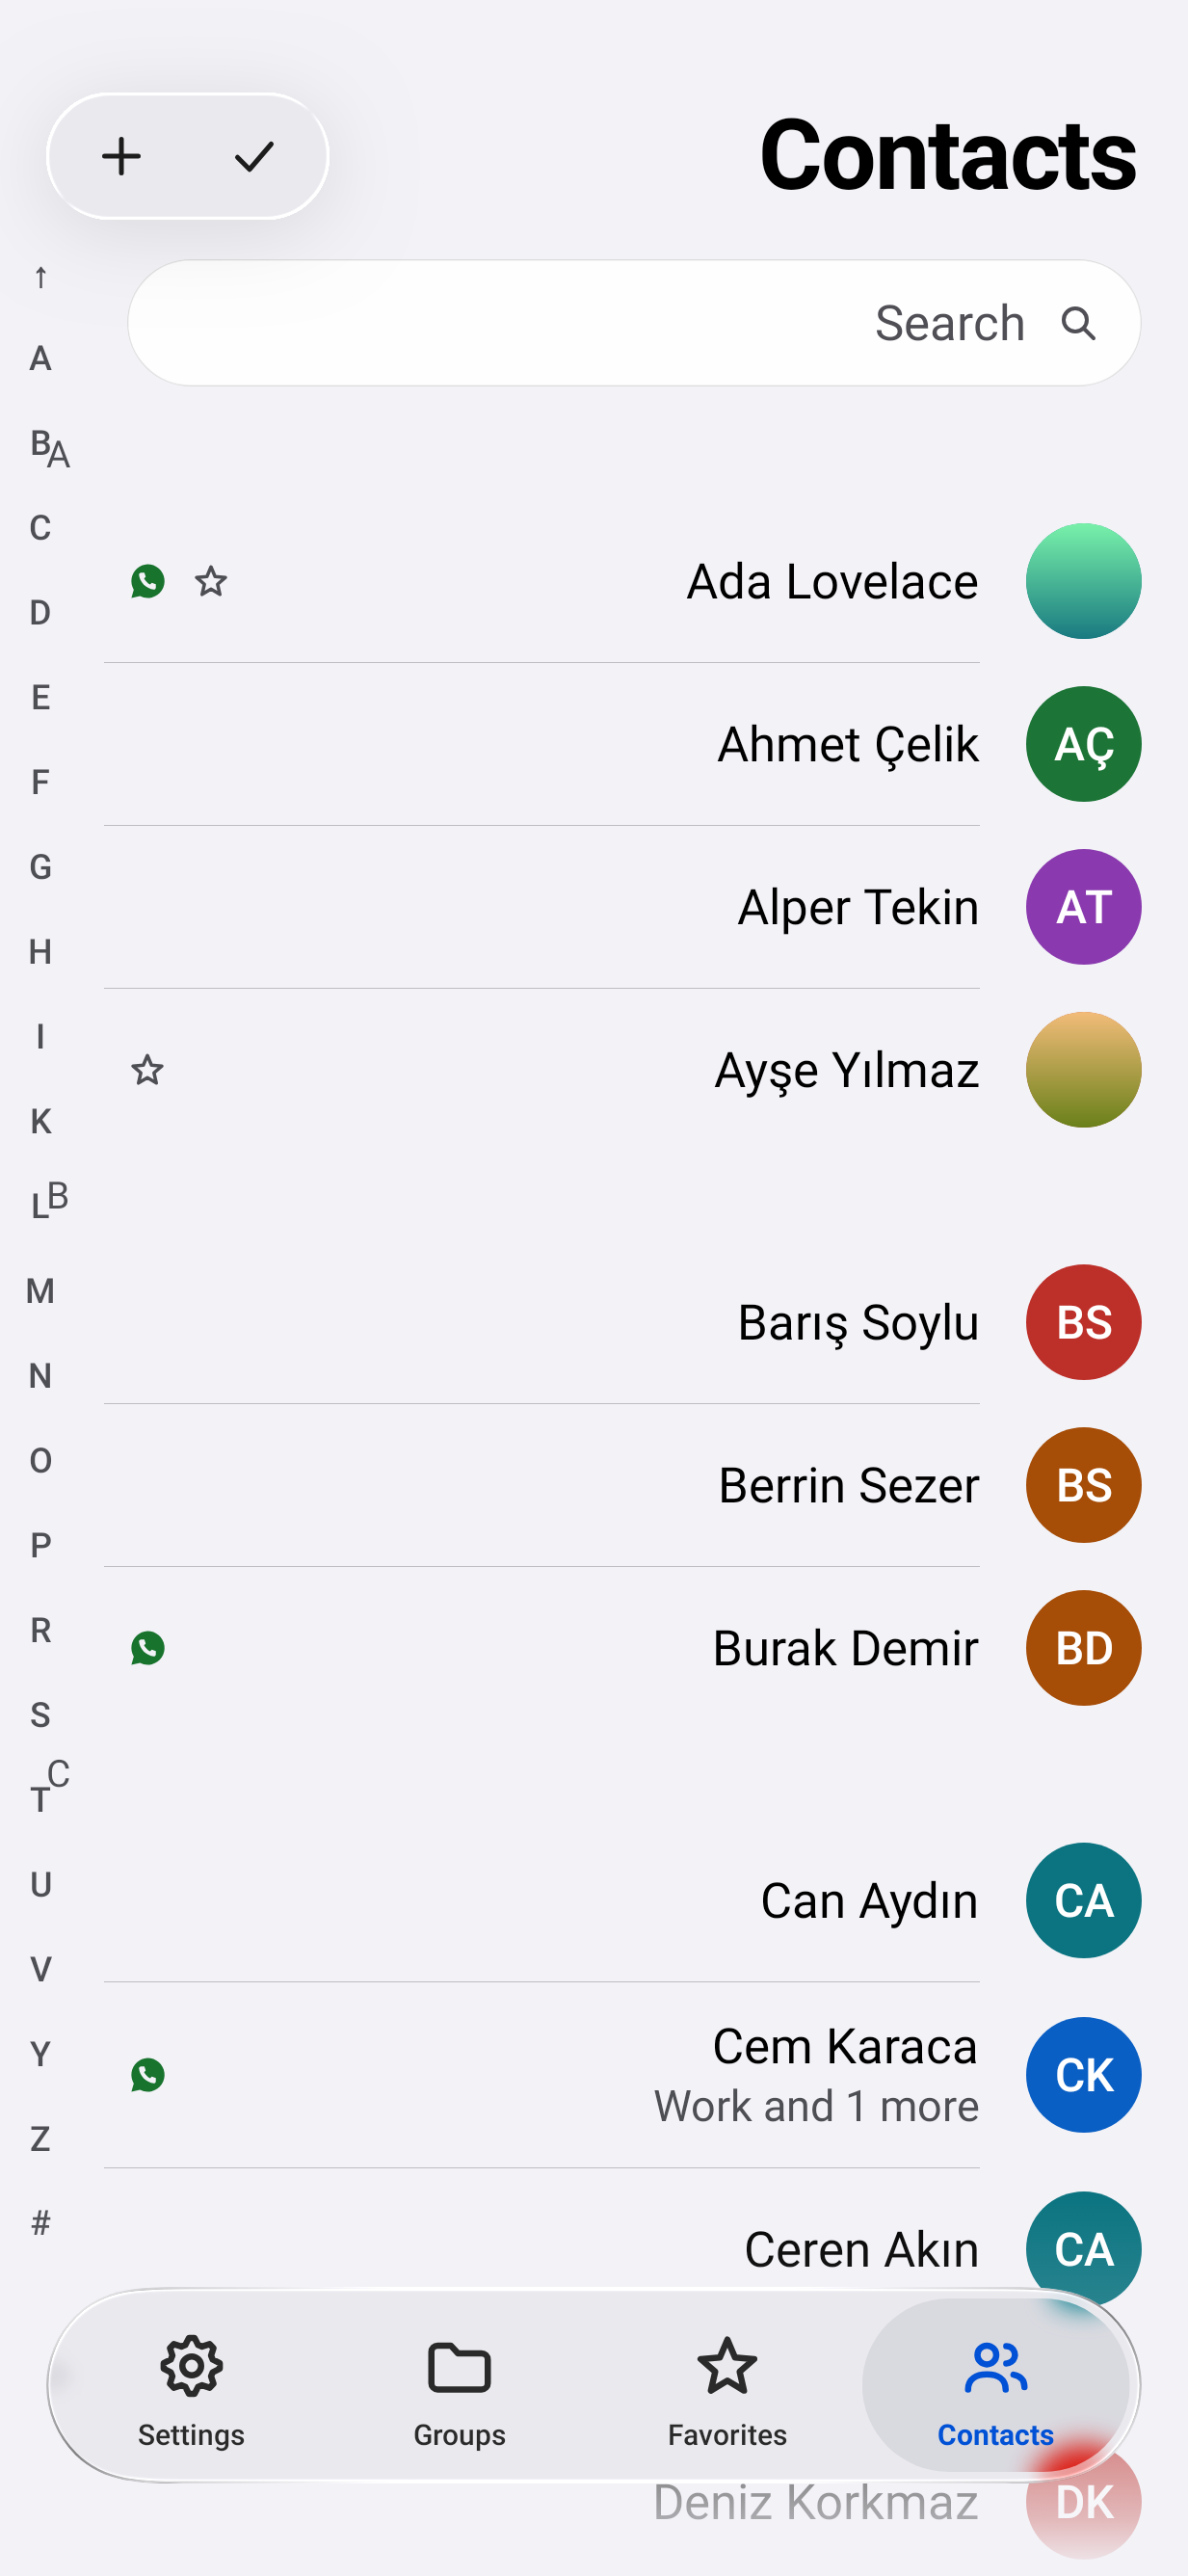 Contacts
Search
↑
A
B
C
D
E
F
G
H
I
K
L
M
N
O
P
R
S
T
U
V
Y
Z
#
A
Ada Lovelace
Ahmet Çelik
AÇ
Alper Tekin
AT
Ayşe Yılmaz
B
Barış Soylu
BS
Berrin Sezer
BS
Burak Demir
BD
C
Can Aydın
CA
Cem Karaca
Work and 1 more
CK
Ceren Akın
CA
Settings
Groups
Favorites
Contacts
Deniz Korkmaz
DK